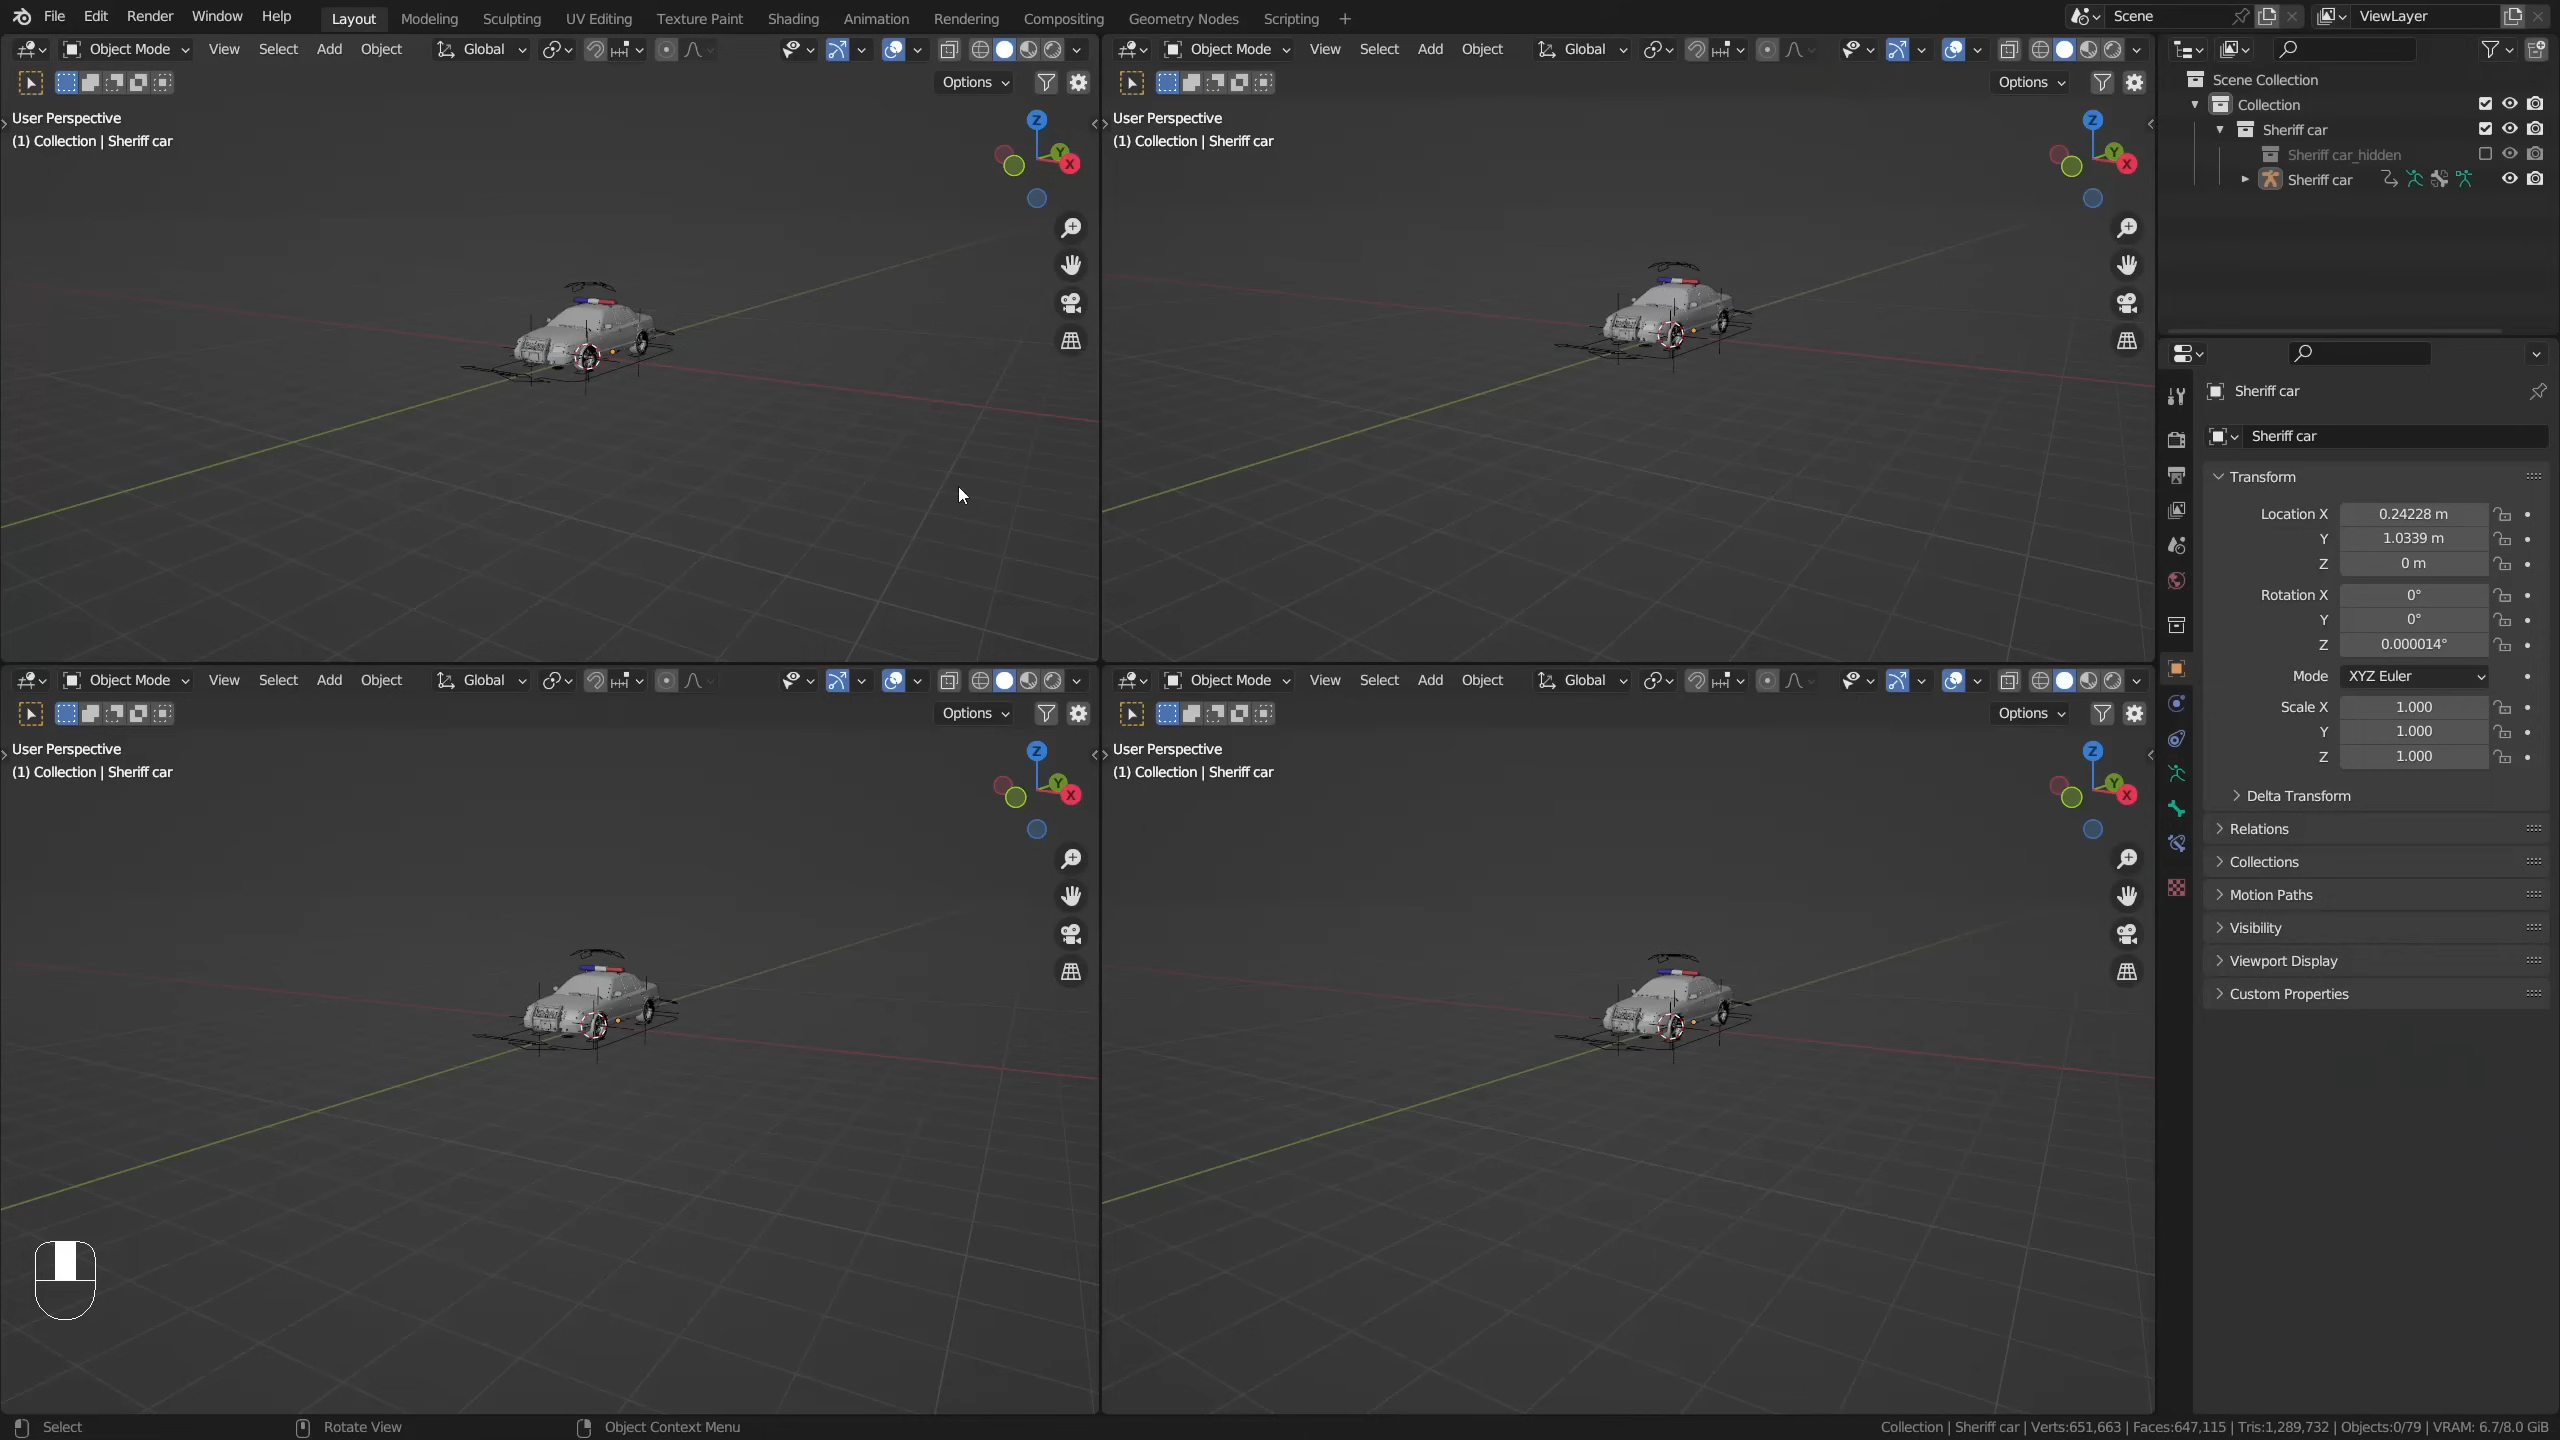 File Edit Render Window Help Layout Modeling Sculpting UV Editing Texture Paint Shading Animation Rendering Compositing Geometry Nodes Scripting + Scene ViewLayer
Object Mode View Select Add Object Global
Options
User Perspective
(1) Collection | Sheriff car
Z
Y
X
Object Mode View Select Add Object Global
Options
User Perspective
(1) Collection | Sheriff car
Z
Y
X
Object Mode View Select Add Object Global
Options
User Perspective
(1) Collection | Sheriff car
Z
Y
X
Object Mode View Select Add Object Global
Options
User Perspective
(1) Collection | Sheriff car
Z
Y
X
Scene Collection
Collection
Sheriff car
Sheriff car_hidden
Sheriff car
Sheriff car
Sheriff car
Transform
Location X 0.24228 m
Y 1.0339 m
Z 0 m
Rotation X 0°
Y 0°
Z 0.000014°
Mode XYZ Euler
Scale X 1.000
Y 1.000
Z 1.000
Delta Transform
Relations
Collections
Motion Paths
Visibility
Viewport Display
Custom Properties
Select Rotate View Object Context Menu Collection | Sheriff car | Verts:651,663 | Faces:647,115 | Tris:1,289,732 | Objects:0/79 | VRAM: 6.7/8.0 GiB